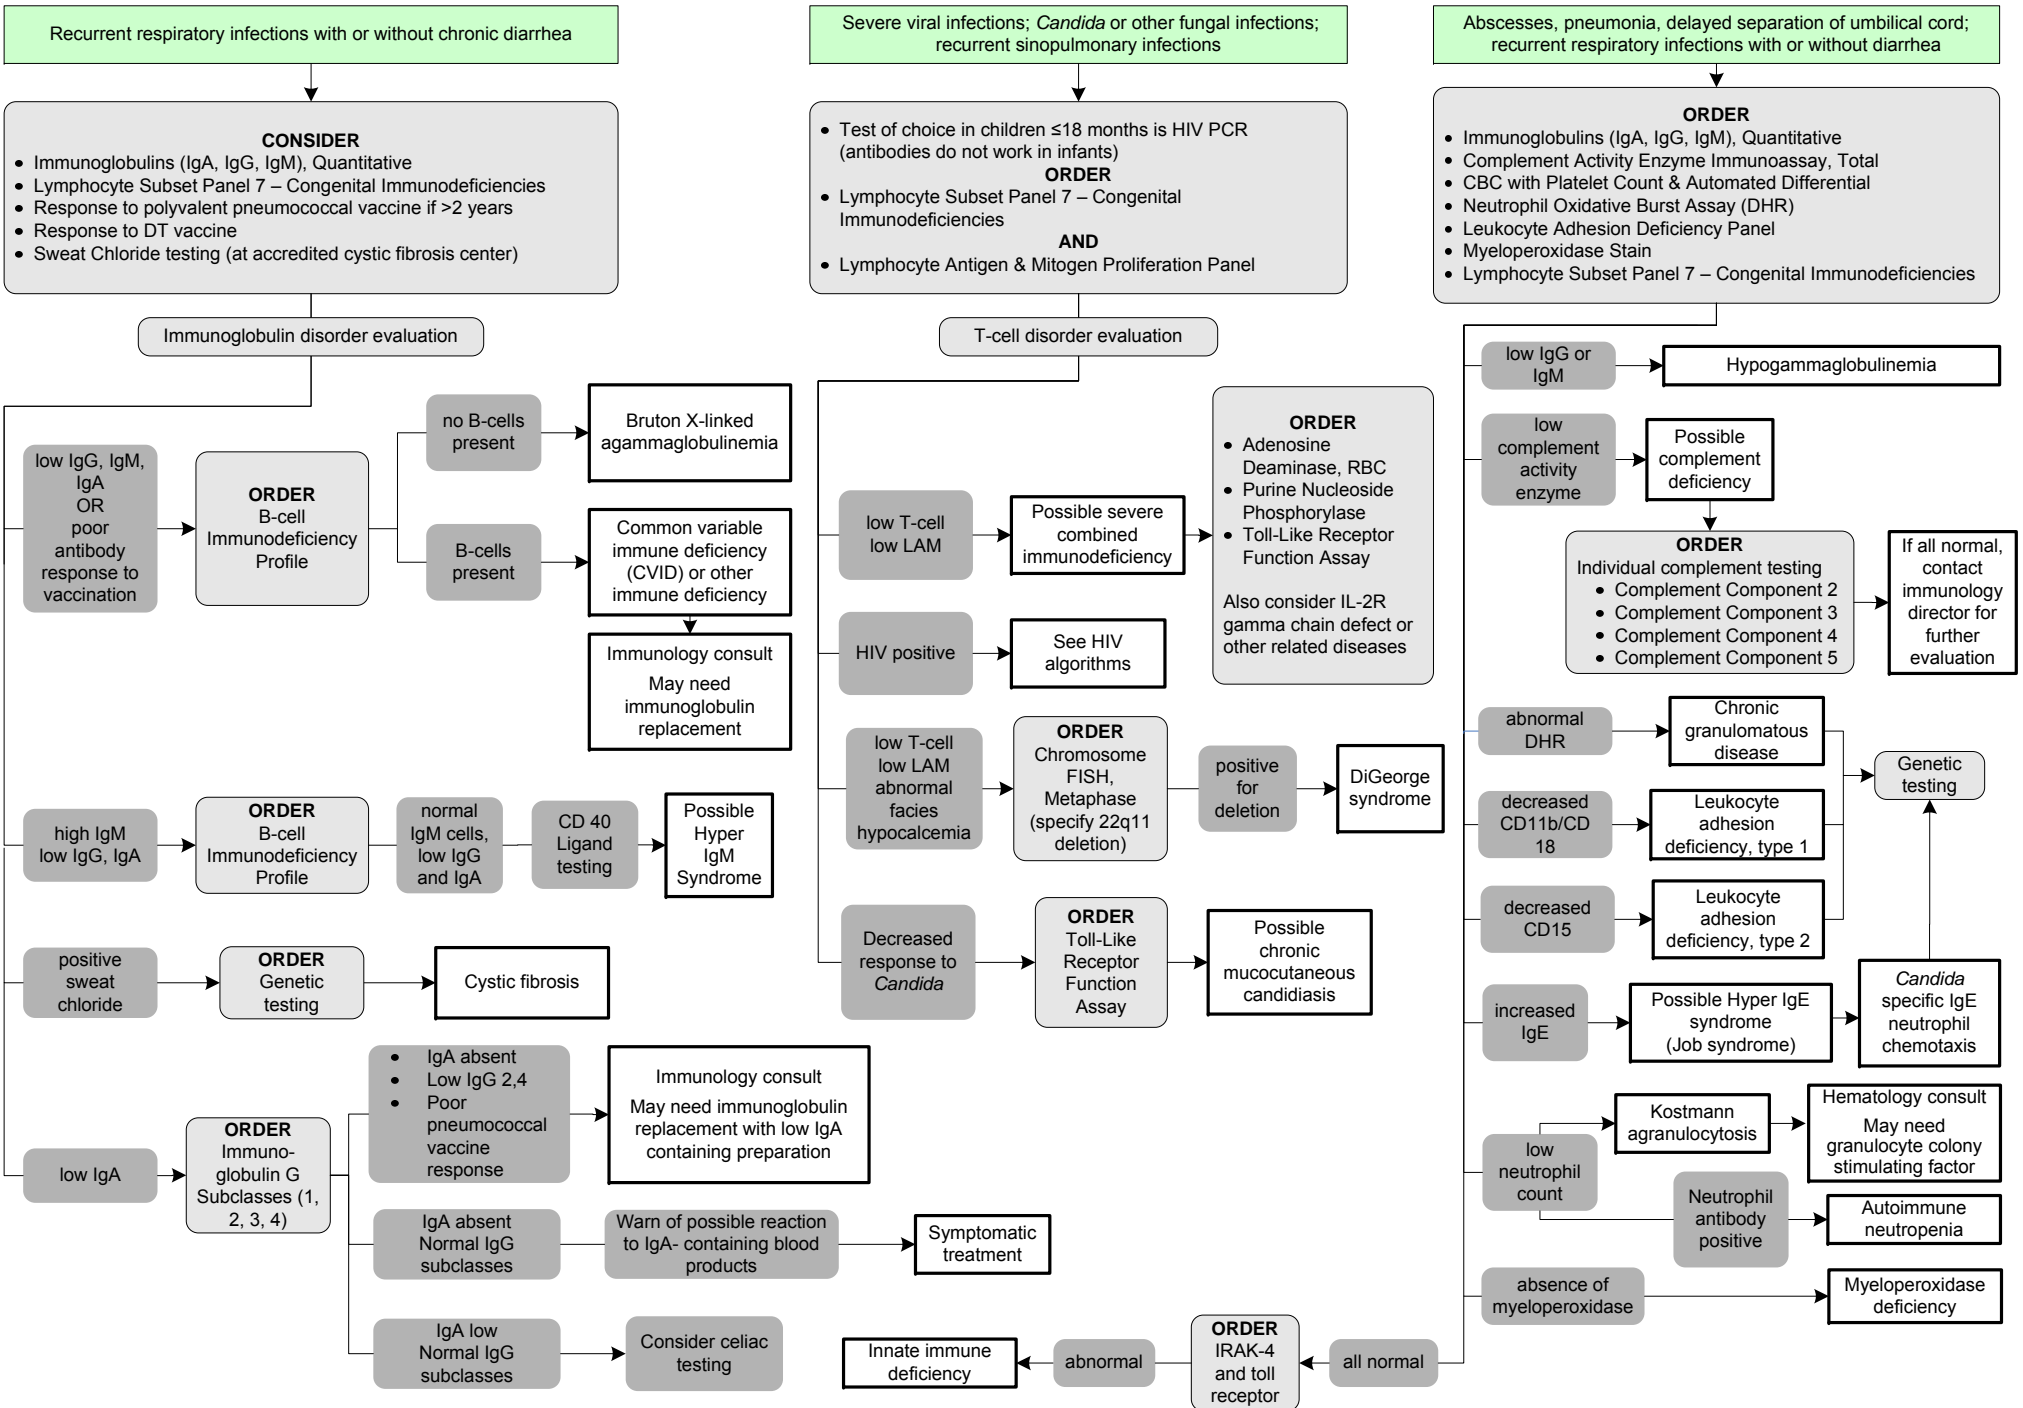 Recurrent respiratory infections with or without chronic diarrhea
CONSIDER
• Immunoglobulins (IgA, IgG, IgM), Quantitative
• Lymphocyte Subset Panel 7 – Congenital Immunodeficiencies
• Response to polyvalent pneumococcal vaccine if >2 years
• Response to DT vaccine
• Sweat Chloride testing (at accredited cystic fibrosis center)
Immunoglobulin disorder evaluation
low IgG, IgM,
IgA
OR
poor
antibody
response to
vaccination
ORDER
B-cell
Immunodeficiency
Profile
no B-cells
present
Bruton X-linked
agammaglobulinemia
B-cells
present
Common variable
immune deficiency
(CVID) or other
immune deficiency
Immunology consult
May need
immunoglobulin
replacement
high IgM
low IgG, IgA
ORDER
B-cell
Immunodeficiency
Profile
normal
IgM cells,
low IgG
and IgA
CD 40
Ligand
testing
Possible
Hyper
IgM
Syndrome
positive
sweat
chloride
ORDER
Genetic
testing
Cystic fibrosis
low IgA
ORDER
Immuno-
globulin G
Subclasses (1,
2, 3, 4)
• IgA absent
• Low IgG 2,4
• Poor
pneumococcal
vaccine
response
Immunology consult
May need immunoglobulin
replacement with low IgA
containing preparation
IgA absent
Normal IgG
subclasses
Warn of possible reaction
to IgA- containing blood
products
Symptomatic
treatment
IgA low
Normal IgG
subclasses
Consider celiac
testing
Severe viral infections; Candida or other fungal infections;
recurrent sinopulmonary infections
• Test of choice in children ≤18 months is HIV PCR
(antibodies do not work in infants)
ORDER
• Lymphocyte Subset Panel 7 – Congenital
Immunodeficiencies
AND
• Lymphocyte Antigen & Mitogen Proliferation Panel
T-cell disorder evaluation
low T-cell
low LAM
Possible severe
combined
immunodeficiency
ORDER
• Adenosine
Deaminase, RBC
• Purine Nucleoside
Phosphorylase
• Toll-Like Receptor
Function Assay
Also consider IL-2R
gamma chain defect or
other related diseases
HIV positive
See HIV
algorithms
low T-cell
low LAM
abnormal
facies
hypocalcemia
ORDER
Chromosome
FISH,
Metaphase
(specify 22q11
deletion)
positive
for
deletion
DiGeorge
syndrome
Decreased
response to
Candida
ORDER
Toll-Like
Receptor
Function
Assay
Possible
chronic
mucocutaneous
candidiasis
Abscesses, pneumonia, delayed separation of umbilical cord;
recurrent respiratory infections with or without diarrhea
ORDER
• Immunoglobulins (IgA, IgG, IgM), Quantitative
• Complement Activity Enzyme Immunoassay, Total
• CBC with Platelet Count & Automated Differential
• Neutrophil Oxidative Burst Assay (DHR)
• Leukocyte Adhesion Deficiency Panel
• Myeloperoxidase Stain
• Lymphocyte Subset Panel 7 – Congenital Immunodeficiencies
low IgG or
IgM
Hypogammaglobulinemia
low
complement
activity
enzyme
Possible
complement
deficiency
ORDER
Individual complement testing
• Complement Component 2
• Complement Component 3
• Complement Component 4
• Complement Component 5
If all normal,
contact
immunology
director for
further
evaluation
abnormal
DHR
Chronic
granulomatous
disease
Genetic
testing
decreased
CD11b/CD
18
Leukocyte
adhesion
deficiency, type 1
decreased
CD15
Leukocyte
adhesion
deficiency, type 2
increased
IgE
Possible Hyper IgE
syndrome
(Job syndrome)
Candida
specific IgE
neutrophil
chemotaxis
low
neutrophil
count
Kostmann
agranulocytosis
Hematology consult
May need
granulocyte colony
stimulating factor
Neutrophil
antibody
positive
Autoimmune
neutropenia
absence of
myeloperoxidase
Myeloperoxidase
deficiency
all normal
ORDER
IRAK-4
and toll
receptor
abnormal
Innate immune
deficiency